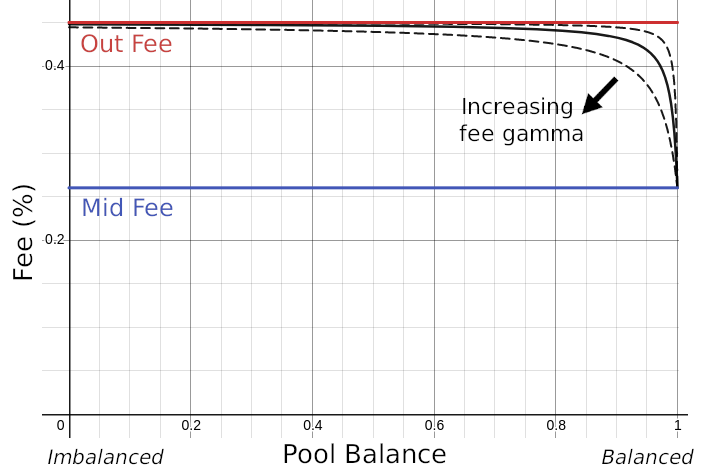 Out Fee
0.4
Increasing
fee gamma
Mid Fee
Fee (%)
0.2
0
0.2
0.4
0.6
0.8
1
Imbalanced
Pool Balance
Balanced